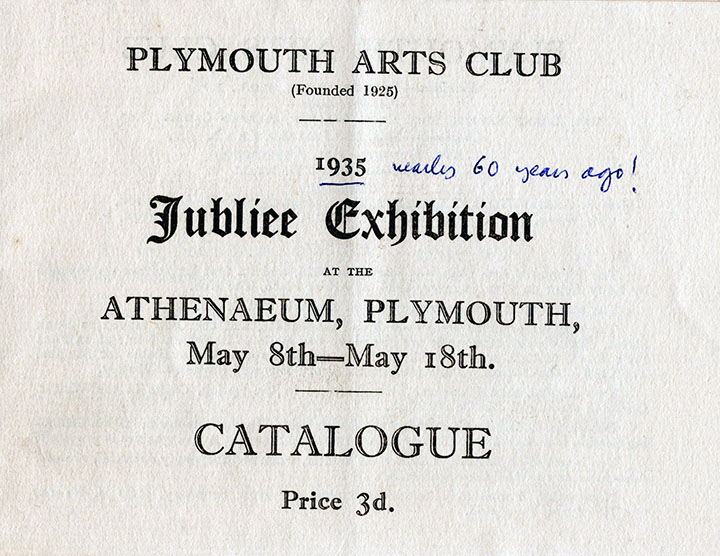 PLYMOUTH ARTS CLUB
(Founded 1925)
1935 nearly 60 years ago!
Jubliee Exhibition
AT THE
ATHENAEUM, PLYMOUTH,
May 8th—May 18th.
CATALOGUE
Price 3d.